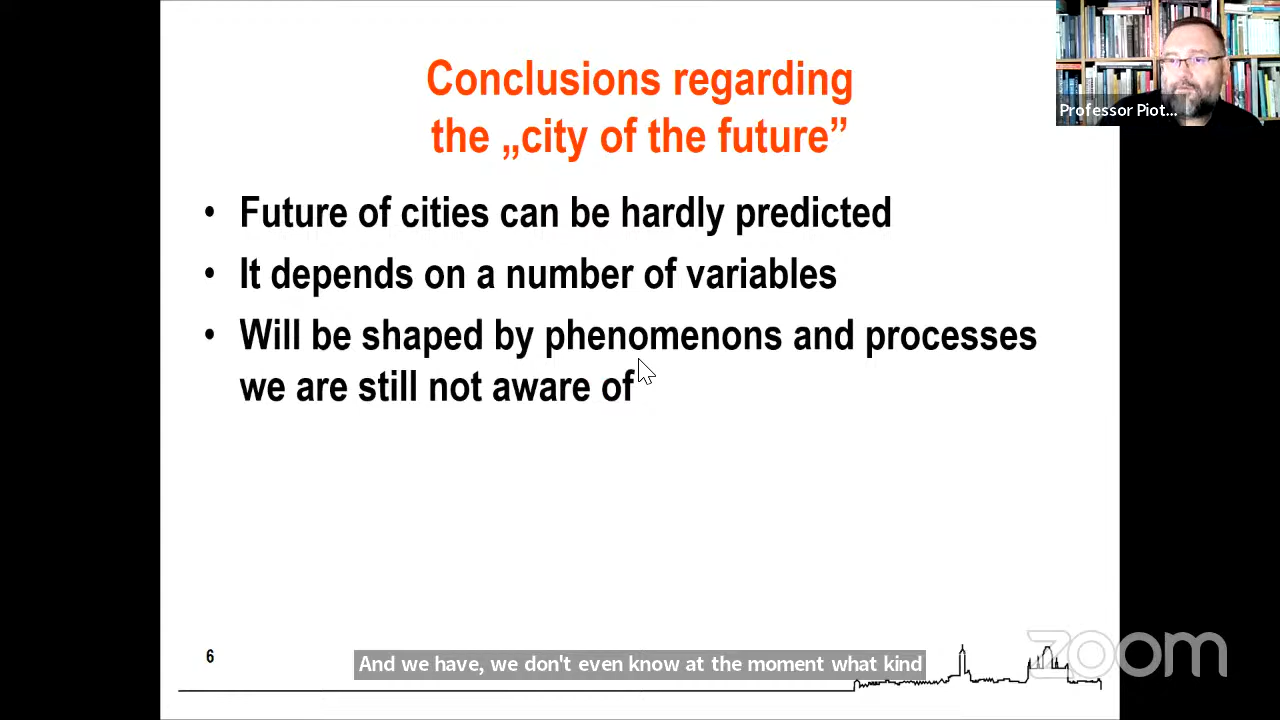 Conclusions regarding
the „city of the future”
• Future of cities can be hardly predicted
• It depends on a number of variables
• Will be shaped by phenomenons and processes
we are still not aware of
Professor Piot...
6
And we have, we don't even know at the moment what kind
zoom